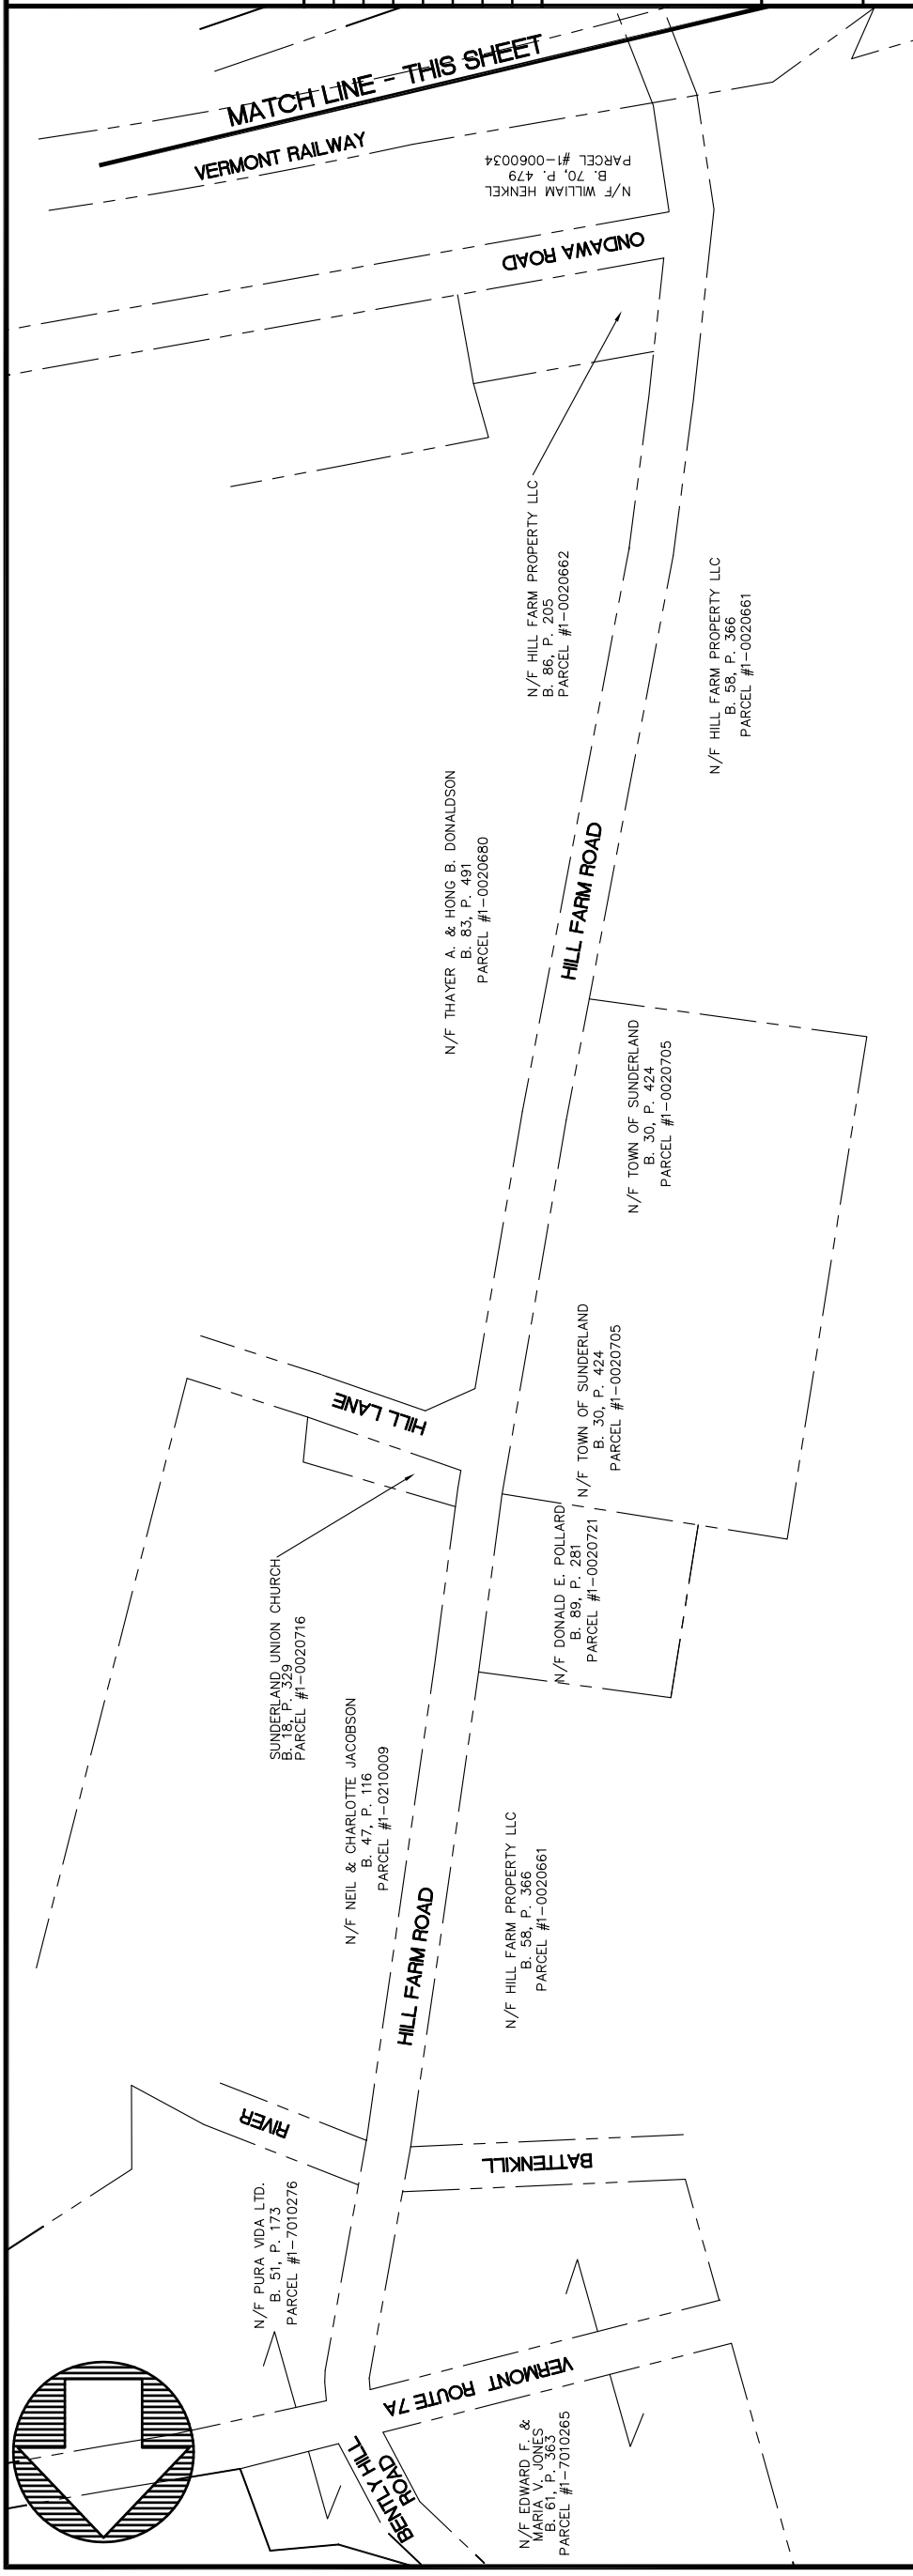 MATCH LINE - THIS SHEET
VERMONT RAILWAY
N/F WILLIAM HENKEL
B. 70, P. 479
PARCEL #1-0060034
ONDAWA ROAD
N/F HILL FARM PROPERTY LLC
B. 86, P. 205
PARCEL #1-0020662
N/F HILL FARM PROPERTY LLC
B. 58, P. 366
PARCEL #1-0020661
N/F THAYER A. & HONG B. DONALDSON
B. 83, P. 491
PARCEL #1-0020680
HILL FARM ROAD
N/F TOWN OF SUNDERLAND
B. 30, P. 424
PARCEL #1-0020705
HILL LANE
N/F TOWN OF SUNDERLAND
B. 30, P. 424
PARCEL #1-0020705
SUNDERLAND UNION CHURCH
B. 18, P. 329
PARCEL #1-0020716
N/F DONALD E. POLLARD
B. 89, P. 281
PARCEL #1-0020721
N/F NEIL & CHARLOTTE JACOBSON
B. 47, P. 116
PARCEL #1-0210009
HILL FARM ROAD
N/F HILL FARM PROPERTY LLC
B. 58, P. 366
PARCEL #1-0020661
RIVER
BATTENKILL
N/F PURA VIDA LTD.
B. 51, P. 173
PARCEL #1-7010276
VERMONT ROUTE 7A
BENTLY HILL
ROAD
N/F EDWARD F. &
MARIA V. JONES
B. 61, P. 363
PARCEL #1-7010265